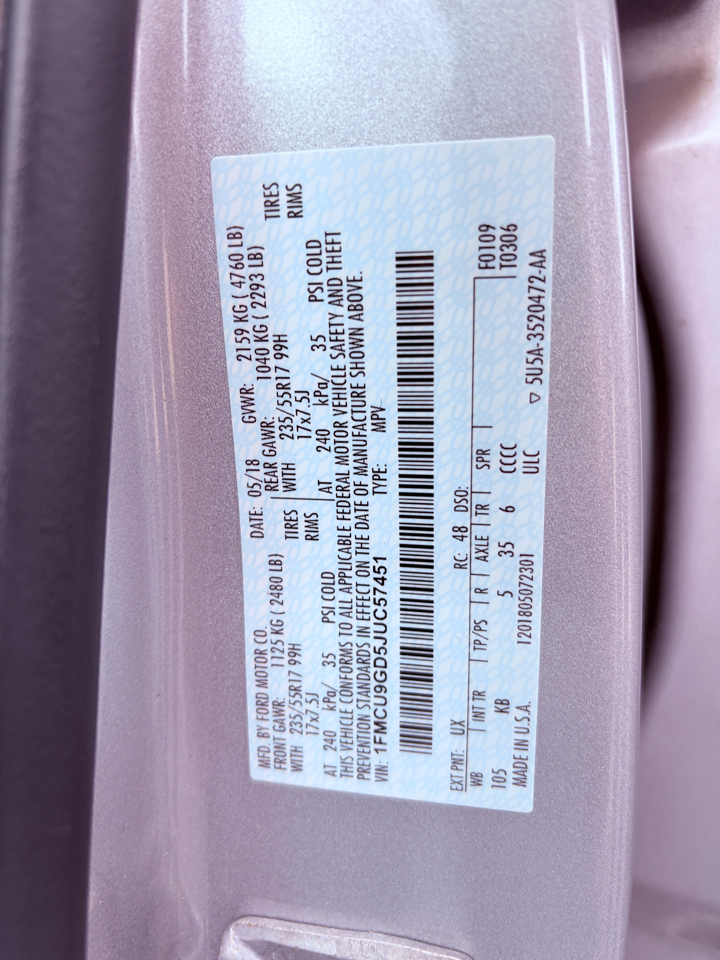 MFD. BY FORD MOTOR CO. DATE: 05/18 GVWR: 2159 KG ( 4760 LB)
FRONT GAWR: 1125 KG ( 2480 LB) REAR GAWR: 1040 KG ( 2293 LB)
WITH 235/55R17 99H TIRES WITH 235/55R17 99H TIRES
17x7.5J RIMS 17x7.5J RIMS
AT 240 kPa/ 35 PSI COLD AT 240 kPa/ 35 PSI COLD
THIS VEHICLE CONFORMS TO ALL APPLICABLE FEDERAL MOTOR VEHICLE SAFETY AND THEFT
PREVENTION STANDARDS IN EFFECT ON THE DATE OF MANUFACTURE SHOWN ABOVE.
VIN: 1FMCU9GD5JUC57451 TYPE: MPV
EXT PNT: UX RC: 48 DSO:
WB INT TR TP/PS R AXLE TR SPR F0109
105 KB 5 35 6 CCCC T0306
MADE IN U.S.A. 1201805072301 ULC ▽ 5U5A-3520472-AA